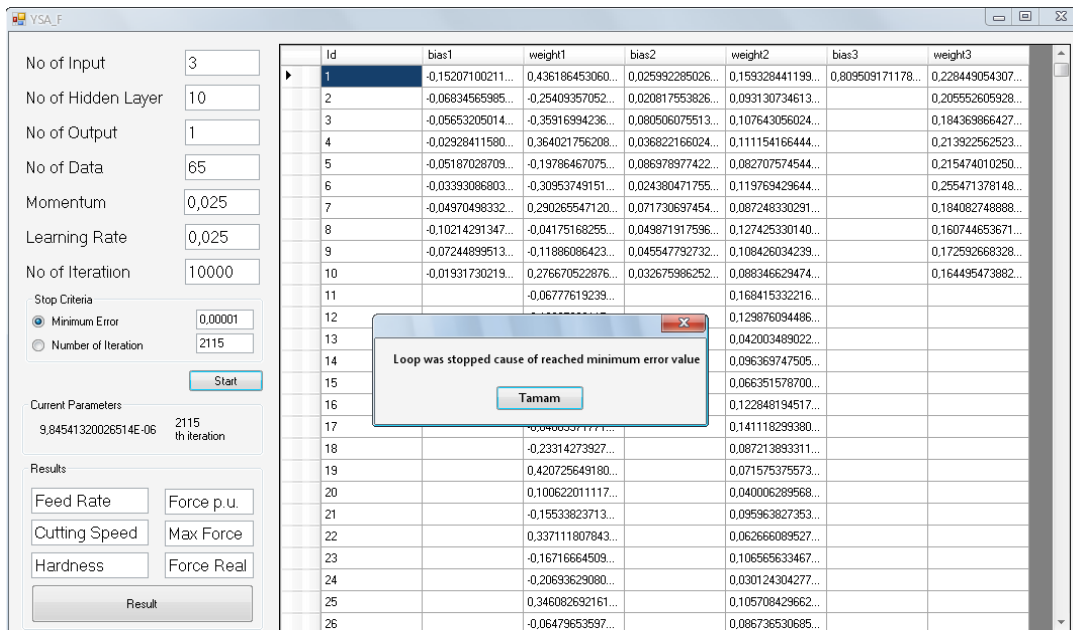 YSA_F
No of Input 3
No of Hidden Layer 10
No of Output 1
No of Data 65
Momentum 0,025
Learning Rate 0,025
No of Iteratiion 10000
Stop Criteria
Minimum Error 0,00001
Number of Iteration 2115
Start
Current Parameters
9,84541320026514E-06 2115
th iteration
Results
Feed Rate Force p.u.
Cutting Speed Max Force
Hardness Force Real
Result
Id bias1 weight1 bias2 weight2 bias3 weight3
1 -0,15207100211... 0,436186453060... 0,025992285026... 0,159328441199... 0,809509171178... 0,228449054307...
2 -0,06834565985... -0,25409357052... 0,020817553826... 0,093130734613... 0,205552605928...
3 -0,05653205014... -0,35916994236... 0,080506075513... 0,107643056024... 0,184369866427...
4 -0,02928411580... 0,364021756208... 0,036822166024... 0,111154166444... 0,213922562523...
5 -0,05187028709... -0,19786467075... 0,086978977422... 0,082707574544... 0,215474010250...
6 -0,03393086803... -0,30953749151... 0,024380471755... 0,119769429644... 0,255471378148...
7 -0,04970498332... 0,290265547120... 0,071730697454... 0,087248330291... 0,184082748888...
8 -0,10214291347... -0,04175168255... 0,049871917596... 0,127425330140... 0,160744653671...
9 -0,07244899513... -0,11886086423... 0,045547792732... 0,108426034239... 0,172592668328...
10 -0,01931730219... 0,276670522876... 0,032675986252... 0,088346629474... 0,164495473882...
11 -0,06777619239... 0,168415332216...
12 0,129876094486...
13 0,042003489022...
14 0,096369747505...
15 0,066351578700...
16 0,122848194517...
17 0,141118299380...
18 -0,23314273927... 0,087213893311...
19 0,420725649180... 0,071575375573...
20 0,100622011117... 0,040006289568...
21 -0,15533823713... 0,095963827353...
22 0,337111807843... 0,062666089527...
23 -0,16716664509... 0,106565633467...
24 -0,20693629080... 0,030124304277...
25 0,346082692161... 0,105708429662...
26 -0,06479653597... 0,086736530685...
Loop was stopped cause of reached minimum error value
Tamam